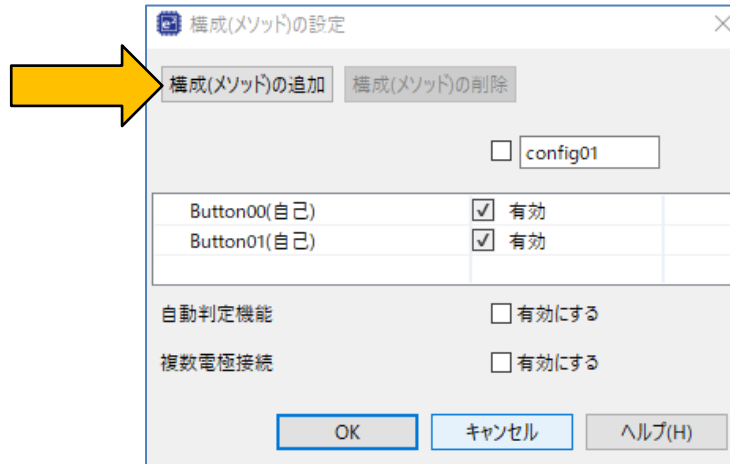 構成(メソッド)の設定
構成(メソッド)の追加 構成(メソッド)の削除
config01
Button00(自己) 有効
Button01(自己) 有効
自動判定機能 有効にする
複数電極接続 有効にする
OK キャンセル ヘルプ(H)